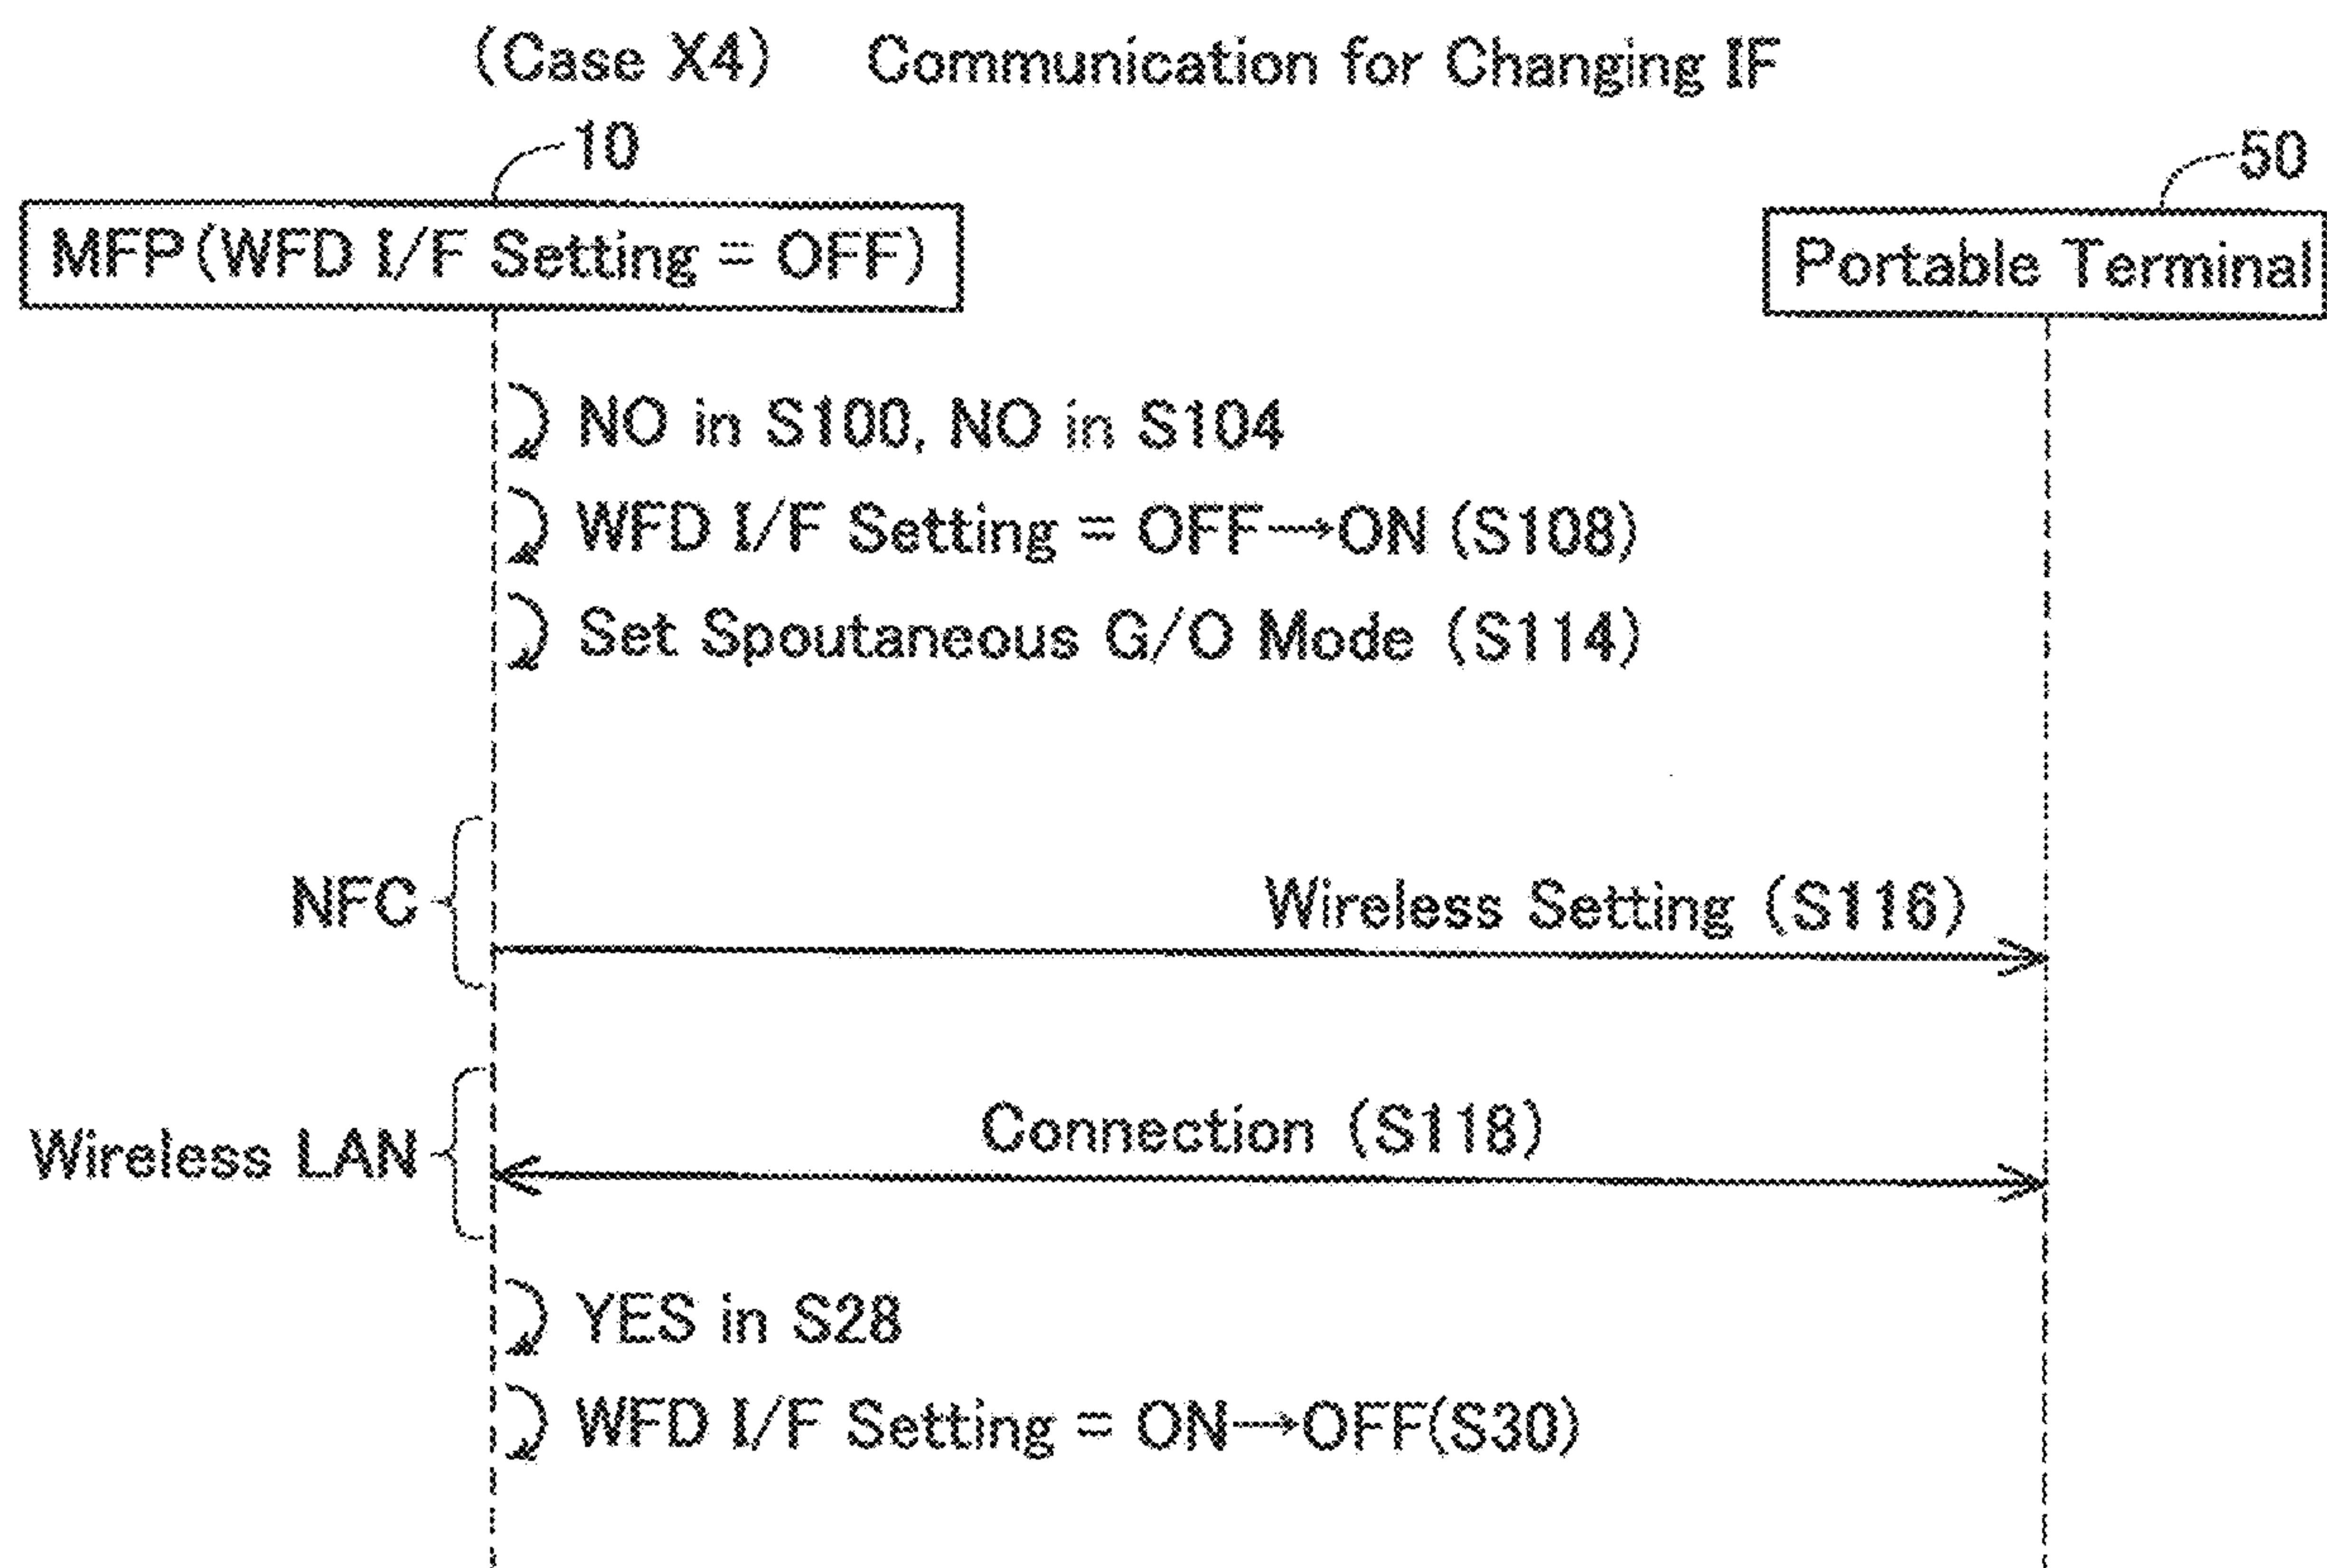 (Case X4) Communication for Changing IF
10
50
MFP(WFD I/F Setting = OFF)
Portable Terminal
NO in S100, NO in S104
WFD I/F Setting = OFF→ON (S108)
Set Spoutaneous G/O Mode (S114)
NFC
Wireless Setting (S116)
Wireless LAN
Connection (S118)
YES in S28
WFD I/F Setting = ON→OFF(S30)